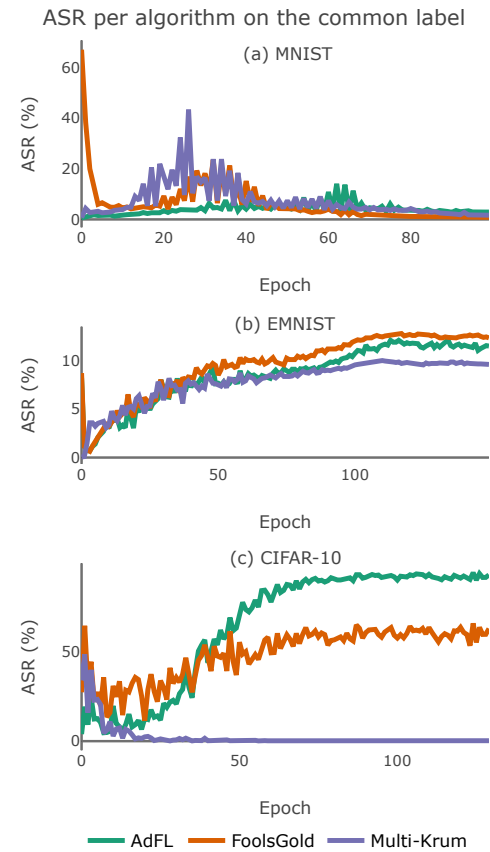 ASR per algorithm on the common label
(a) MNIST
ASR (%)
60
40
20
0
0 20 40 60 80
Epoch
(b) EMNIST
ASR (%)
10
5
0
0 50 100
Epoch
(c) CIFAR-10
ASR (%)
50
0
0 50 100
Epoch
AdFL FoolsGold Multi-Krum